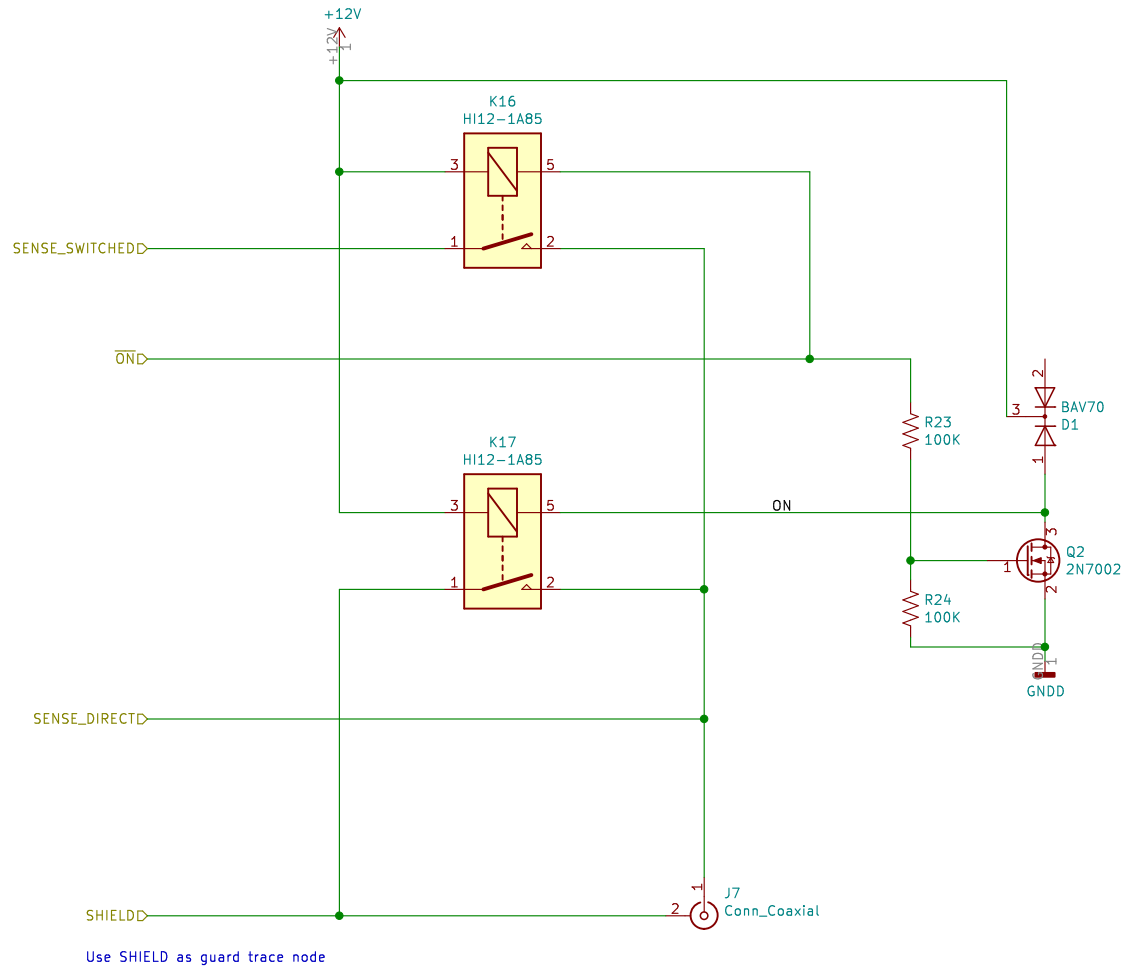 +12V
+12V
1
K16
HI12-1A85
3
5
1
2
SENSE_SWITCHED
ON
2
3
BAV70
D1
1
R23
100K
K17
HI12-1A85
3
5
1
2
ON
3
Q2
2N7002
1
2
R24
100K
GNDD
1
GNDD
SENSE_DIRECT
SHIELD
1
2
J7
Conn_Coaxial
Use SHIELD as guard trace node